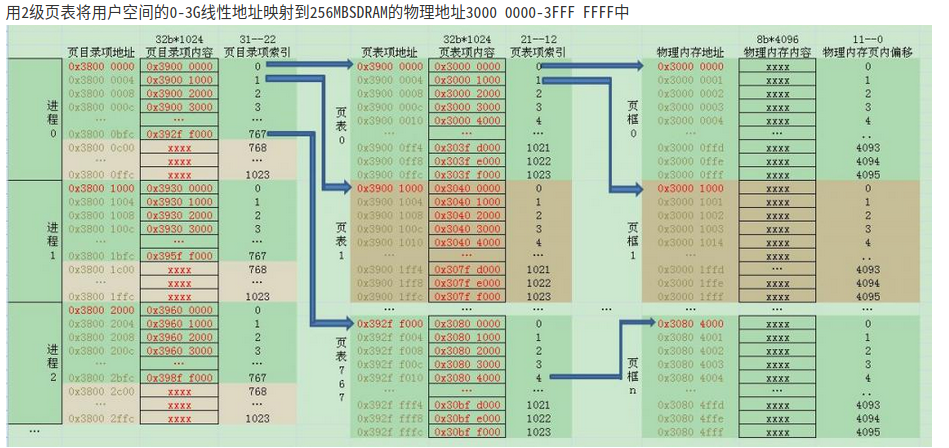 用2级页表将用户空间的0-3G线性地址映射到256MBSDRAM的物理地址3000 0000-3FFF FFFF中
32b*1024 31--22 32b*1024 21--12 8b*4096 11--0
页目录项地址 页目录项内容 页目录项索引 页表项地址 页表项内容 页表项索引 物理内存地址 物理内存内容 物理内存页内偏移
进程0 页表0 页框0
0x3800 0000 0x3900 0000 0 0x3900 0000 0x3000 0000 0 0x3000 0000 xxxx 0
0x3800 0004 0x3900 1000 1 0x3900 0004 0x3000 1000 1 0x3000 0001 xxxx 1
0x3800 0008 0x3900 2000 2 0x3900 0008 0x3000 2000 2 0x3000 0002 xxxx 2
0x3800 000c 0x3900 3000 3 0x3900 000c 0x3000 3000 3 0x3000 0003 xxxx 3
… … … 0x3900 0010 0x3000 4000 4 0x3000 0004 xxxx 4
0x3800 0bfc 0x392f f000 767 … … … … … ..
0x3800 0c00 xxxx 768 0x3900 0ff4 0x303f d000 1021 0x3000 0ffd xxxx 4093
… xxxx … 0x3900 0ff8 0x303f e000 1022 0x3000 0ffe xxxx 4094
0x3800 0ffc xxxx 1023 0x3900 0ffc 0x303f f000 1023 0x3000 0fff xxxx 4095
进程1 页表1 页框1
0x3800 1000 0x3930 0000 0 0x3900 1000 0x3040 0000 0 0x3000 1000 xxxx 0
0x3800 1004 0x3930 1000 1 0x3900 1004 0x3040 1000 1 0x3000 1001 xxxx 1
0x3800 1008 0x3930 2000 2 0x3900 1008 0x3040 2000 2 0x3000 1002 xxxx 2
0x3800 100c 0x3930 3000 3 0x3900 100c 0x3040 3000 3 0x3000 1003 xxxx 3
… … … 0x3900 1010 0x3040 4000 4 0x3000 1014 xxxx 4
0x3800 1bfc 0x395f f000 767 … … … … xxxx ..
0x3800 1c00 xxxx 768 0x3900 1ff4 0x307f d000 1021 0x3000 1ffd … 4093
… xxxx … 0x3900 1ff8 0x307f e000 1022 0x3000 1ffe xxxx 4094
0x3800 1ffc xxxx 1023 0x3900 1ffc 0x307f f000 1023 0x3000 1fff xxxx 4095
进程2 页表767 页框n
0x3800 2000 0x3960 0000 0 … … … … … …
0x3800 2004 0x3960 1000 1 0x392f f000 0x3080 0000 0 0x3080 4000 xxxx 0
0x3800 2008 0x3960 2000 2 0x392f f004 0x3080 1000 1 0x3080 4001 xxxx 1
0x3800 200c 0x3960 3000 3 0x392f f008 0x3080 2000 2 0x3080 4002 xxxx 2
… … … 0x392f f00c 0x3080 3000 3 0x3080 4003 xxxx 3
0x3800 2bfc 0x398f f000 767 0x392f f010 0x3080 4000 4 0x3080 4004 xxxx 4
0x3800 2c00 xxxx 768 … … … … … ..
… xxxx … 0x392f fff4 0x30bf d000 1021 0x3080 4ffd xxxx 4093
0x3800 2ffc xxxx 1023 0x392f fff8 0x30bf e000 1022 0x3080 4ffe xxxx 4094
… 0x392f fffc 0x30bf f000 1023 0x3080 4fff xxxx 4095